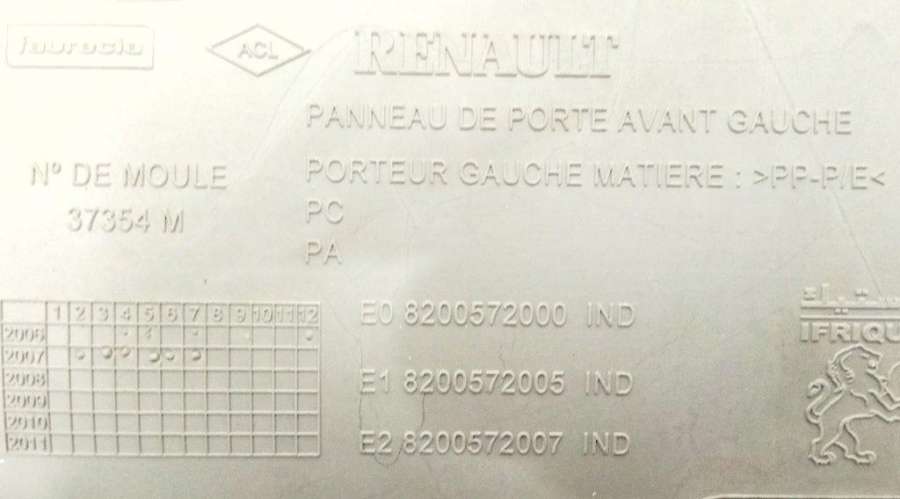 faurecia
ACL
RENAULT
PANNEAU DE PORTE AVANT GAUCHE
Nº DE MOULE
37354 M
PORTEUR GAUCHE MATIERE : >PP-P/E<
PC
PA
1 2 3 4 5 6 7 8 9 10 11 12
2006
2007
2008
2009
2010
2011
E0 8200572000 IND
E1 8200572005 IND
E2 8200572007 IND